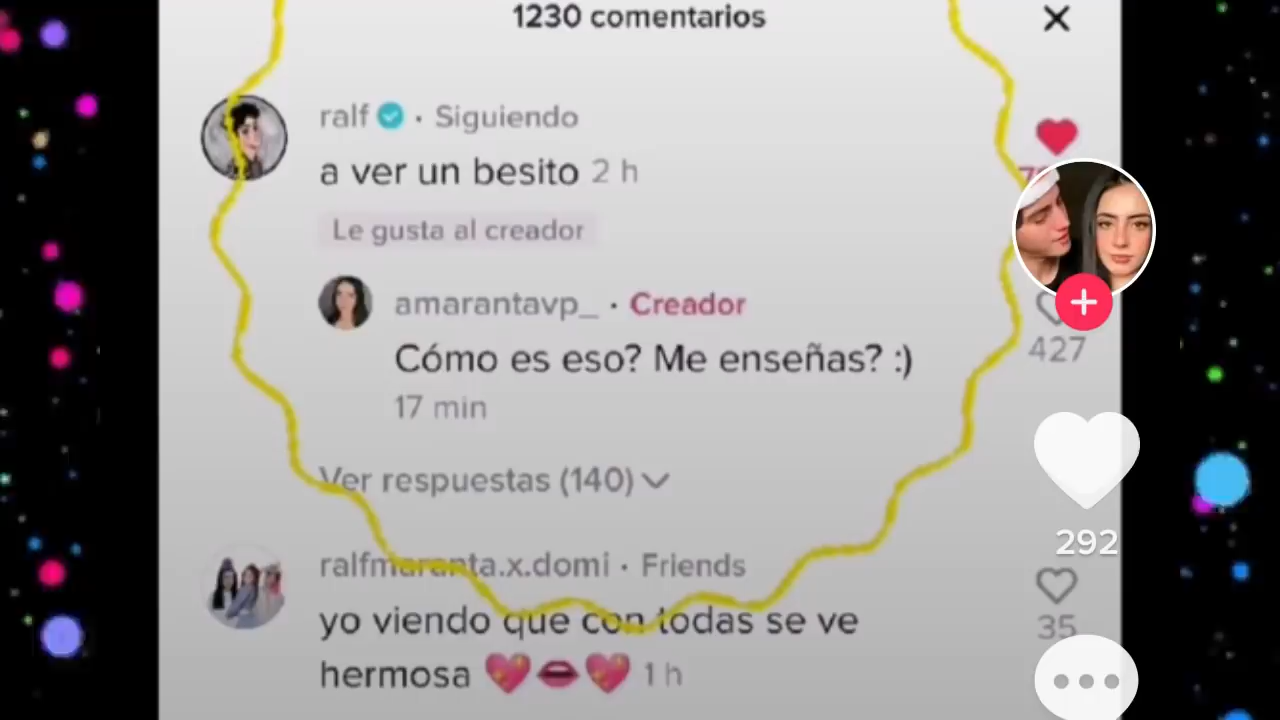 1230 comentarios
ralf · Siguiendo
a ver un besito 2 h
Le gusta al creador
amarantavp_ · Creador
Cómo es eso? Me enseñas? :)
427
17 min
Ver respuestas (140)
292
ralfmaranta.x.domi · Friends
yo viendo que con todas se ve
35
hermosa 💖👄💖 1 h